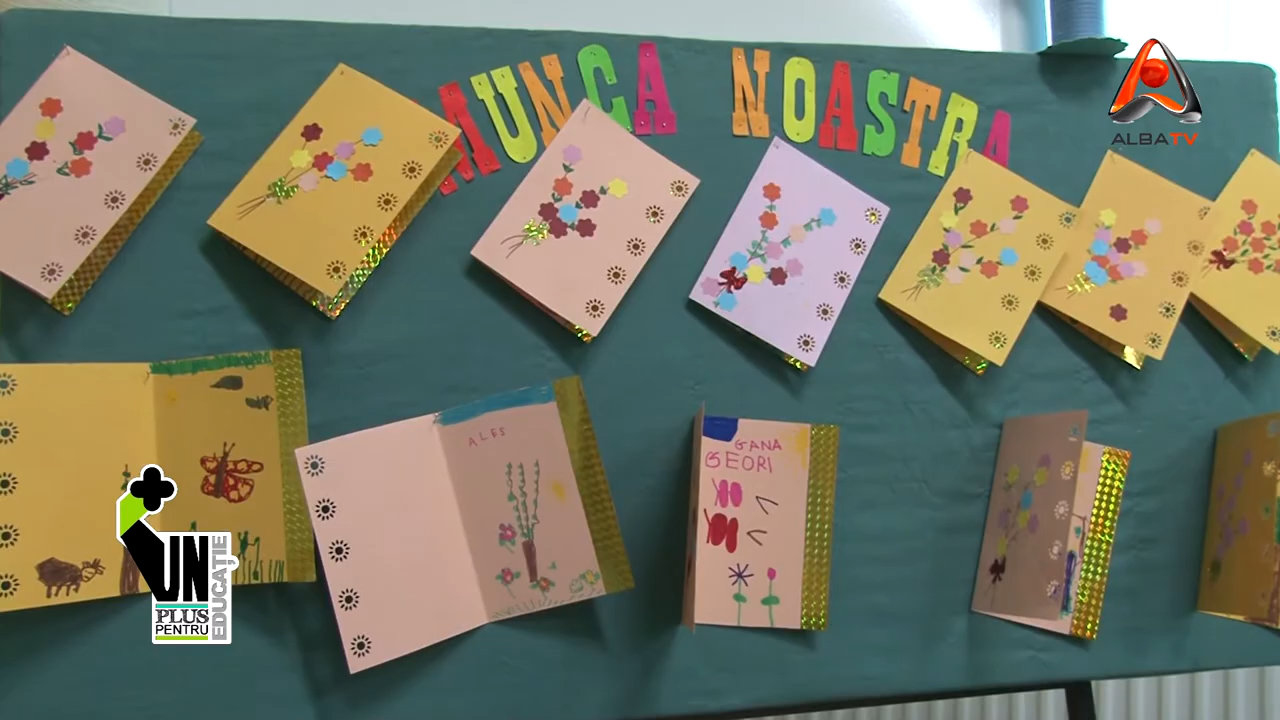 MUNCA NOASTRA
ALBA TV
ALES
GANA
GEORI
UN
PLUS
PENTRU
EDUCAȚIE